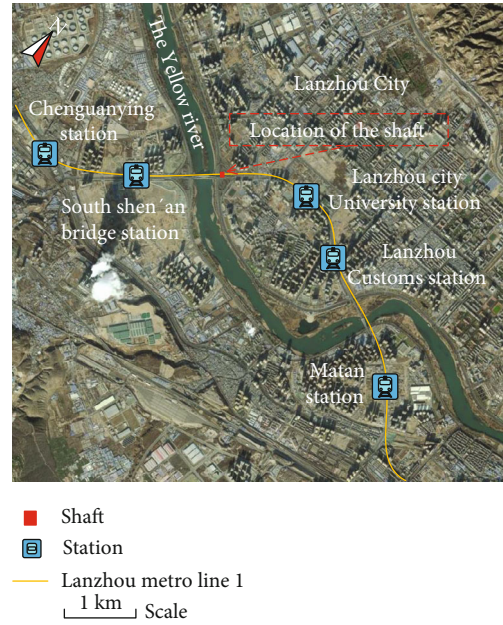 N
The Yellow river
Lanzhou City
Chenguanying
station
Location of the shaft
Lanzhou city
University station
South shen´an
bridge station
Lanzhou
Customs station
Matan
station
Shaft
Station
Lanzhou metro line 1
1 km Scale